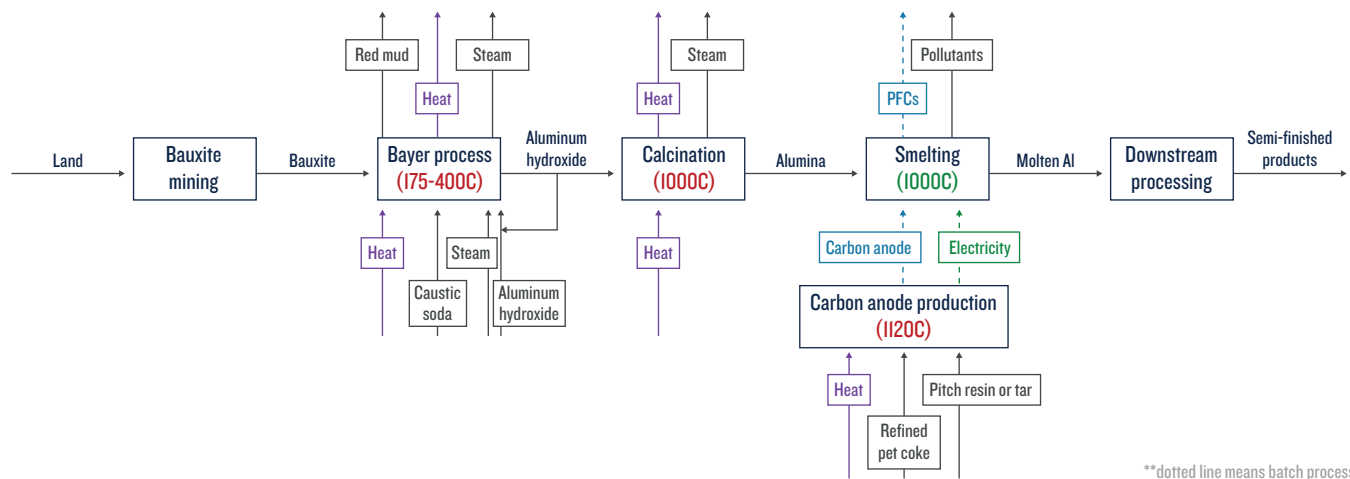 Red mud
Steam
Steam
Pollutants
Heat
Heat
PFCs
Land
Bauxite
mining
Bauxite
Bayer process
(175-400C)
Aluminum
hydroxide
Calcination
(1000C)
Alumina
Smelting
(1000C)
Molten Al
Downstream
processing
Semi-finished
products
Heat
Steam
Caustic
soda
Aluminum
hydroxide
Heat
Carbon anode
Electricity
Carbon anode production
(1120C)
Heat
Pitch resin or tar
Refined
pet coke
**dotted line means batch process